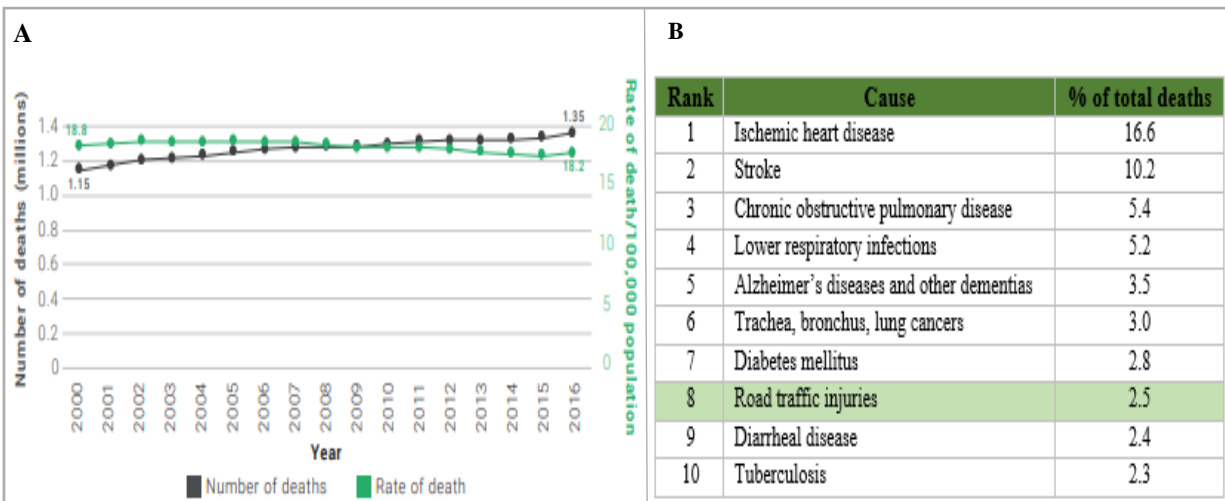 A
Number of deaths (millions)
1.4
1.2
1.0
0.8
0.6
0.4
0.2
0
18.8
1.15
1.35
18.2
20
15
10
5
0
Rate of death/100,000 population
2000 2001 2002 2003 2004 2005 2006 2007 2008 2009 2010 2011 2012 2013 2014 2015 2016
Year
Number of deaths Rate of death
B
Rank Cause % of total deaths
1 Ischemic heart disease 16.6
2 Stroke 10.2
3 Chronic obstructive pulmonary disease 5.4
4 Lower respiratory infections 5.2
5 Alzheimer’s diseases and other dementias 3.5
6 Trachea, bronchus, lung cancers 3.0
7 Diabetes mellitus 2.8
8 Road traffic injuries 2.5
9 Diarrheal disease 2.4
10 Tuberculosis 2.3